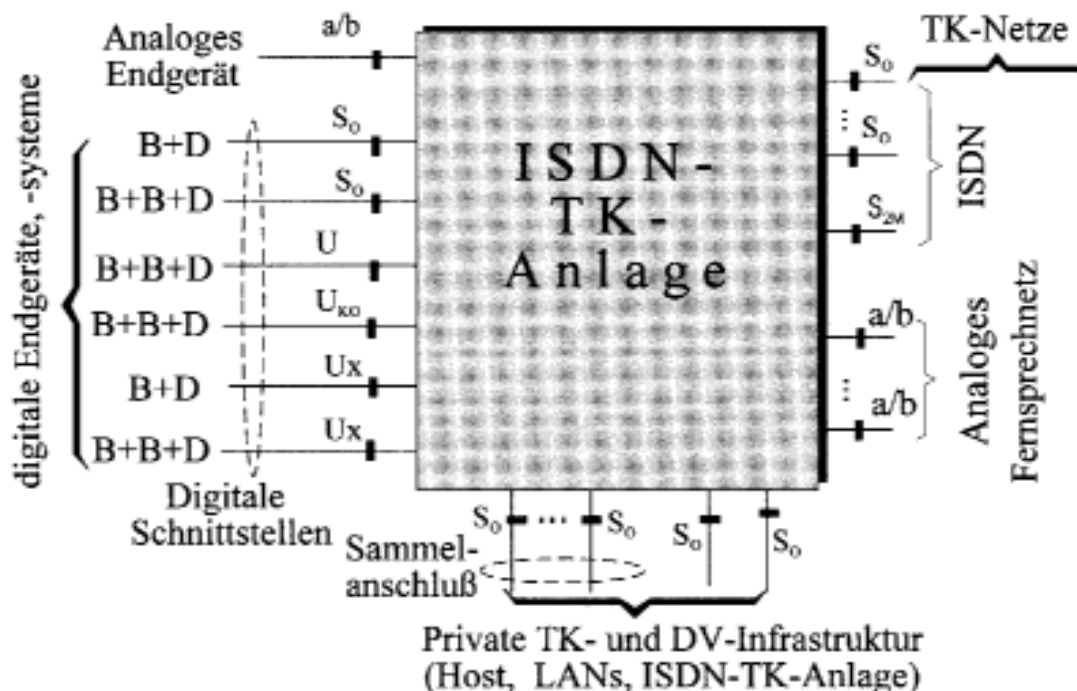 Analoges
Endgerät
a/b
digitale Endgeräte, -systeme
B+D
S₀
B+B+D
S₀
B+B+D
U
B+B+D
U_K0
B+D
Ux
B+B+D
Ux
Digitale
Schnittstellen
ISDN-
TK-
Anlage
TK-Netze
S₀
...
S₀
S₂M
ISDN
a/b
...
a/b
Analoges
Fernsprechnetz
S₀ ... S₀ S₀ S₀
Sammel-
anschluß
Private TK- und DV-Infrastruktur
(Host, LANs, ISDN-TK-Anlage)